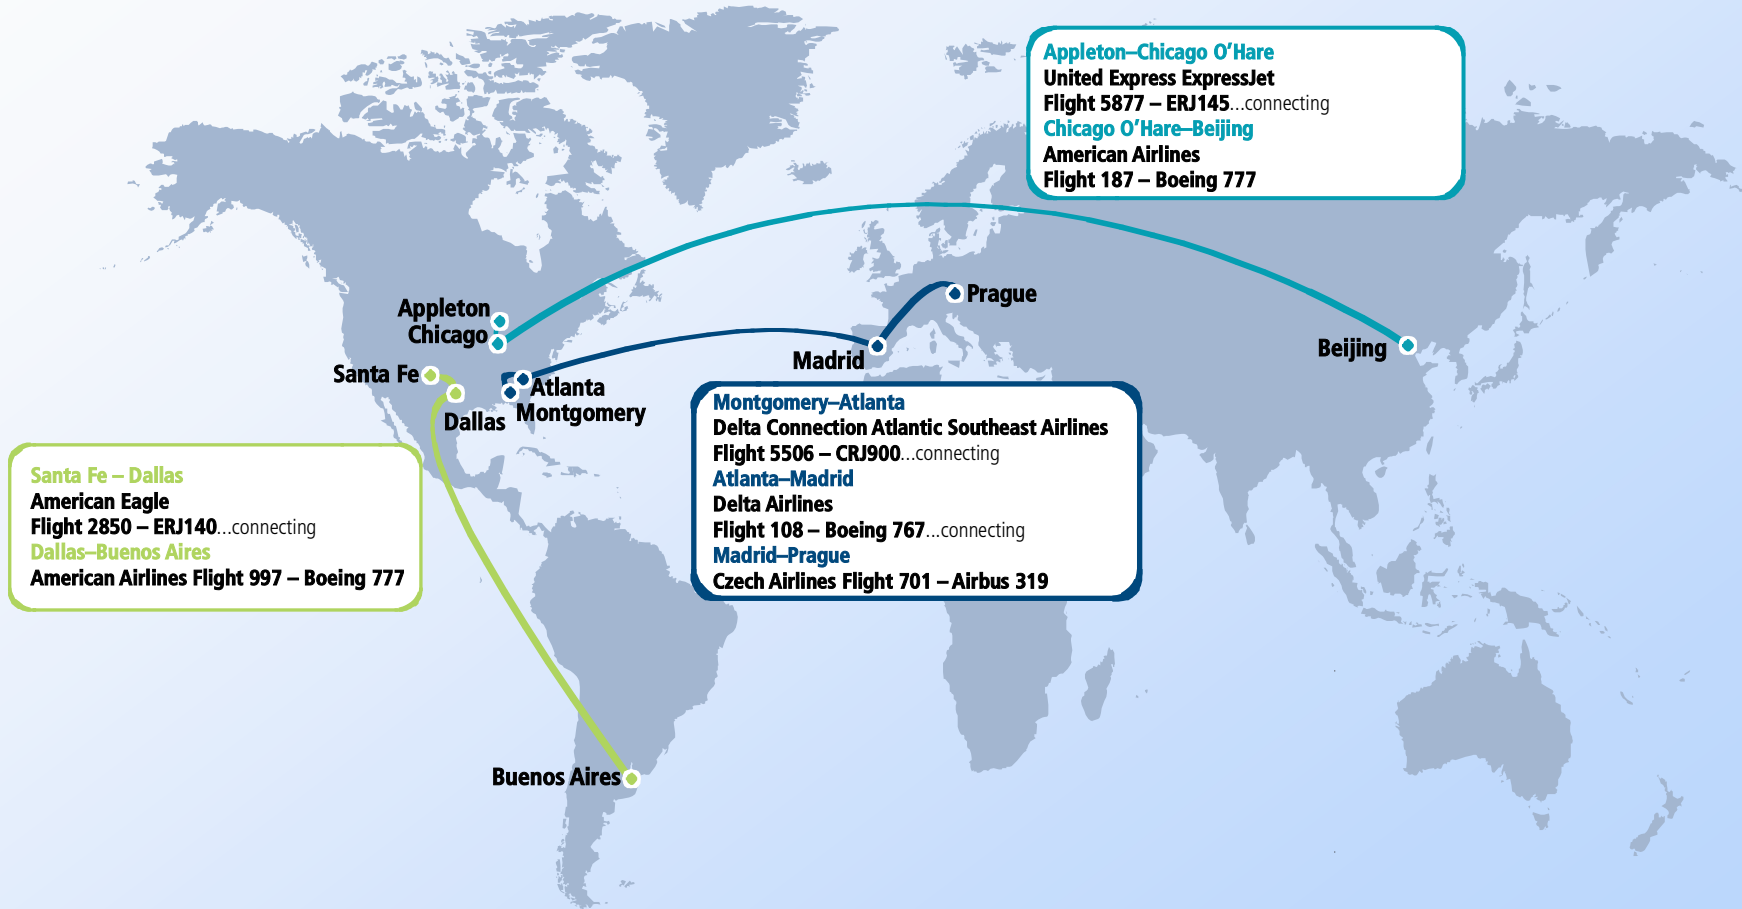 Appleton–Chicago O’Hare
United Express ExpressJet
Flight 5877 – ERJ145...connecting
Chicago O’Hare–Beijing
American Airlines
Flight 187 – Boeing 777
Appleton
Chicago
Prague
Beijing
Madrid
Santa Fe
Atlanta
Montgomery
Dallas
Montgomery–Atlanta
Delta Connection Atlantic Southeast Airlines
Flight 5506 – CRJ900...connecting
Atlanta–Madrid
Delta Airlines
Flight 108 – Boeing 767...connecting
Madrid–Prague
Czech Airlines Flight 701 – Airbus 319
Santa Fe – Dallas
American Eagle
Flight 2850 – ERJ140...connecting
Dallas–Buenos Aires
American Airlines Flight 997 – Boeing 777
Buenos Aires